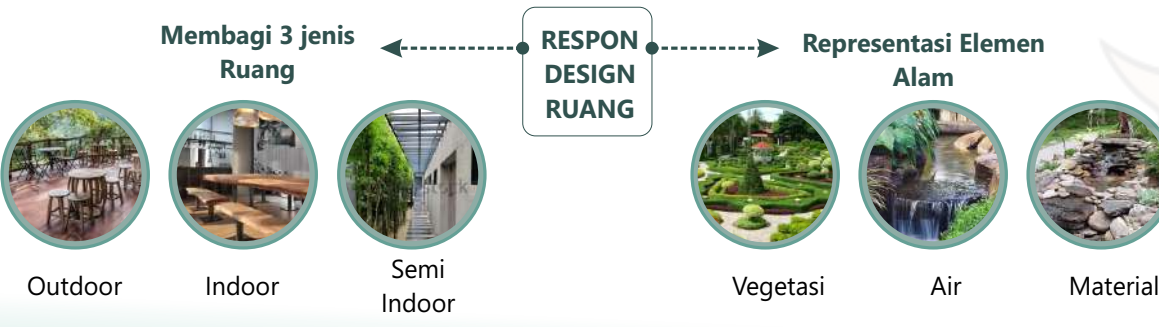 Membagi 3 jenis
Ruang
RESPON
DESIGN
RUANG
Representasi Elemen
Alam
Outdoor
Indoor
Semi
Indoor
Vegetasi
Air
Material